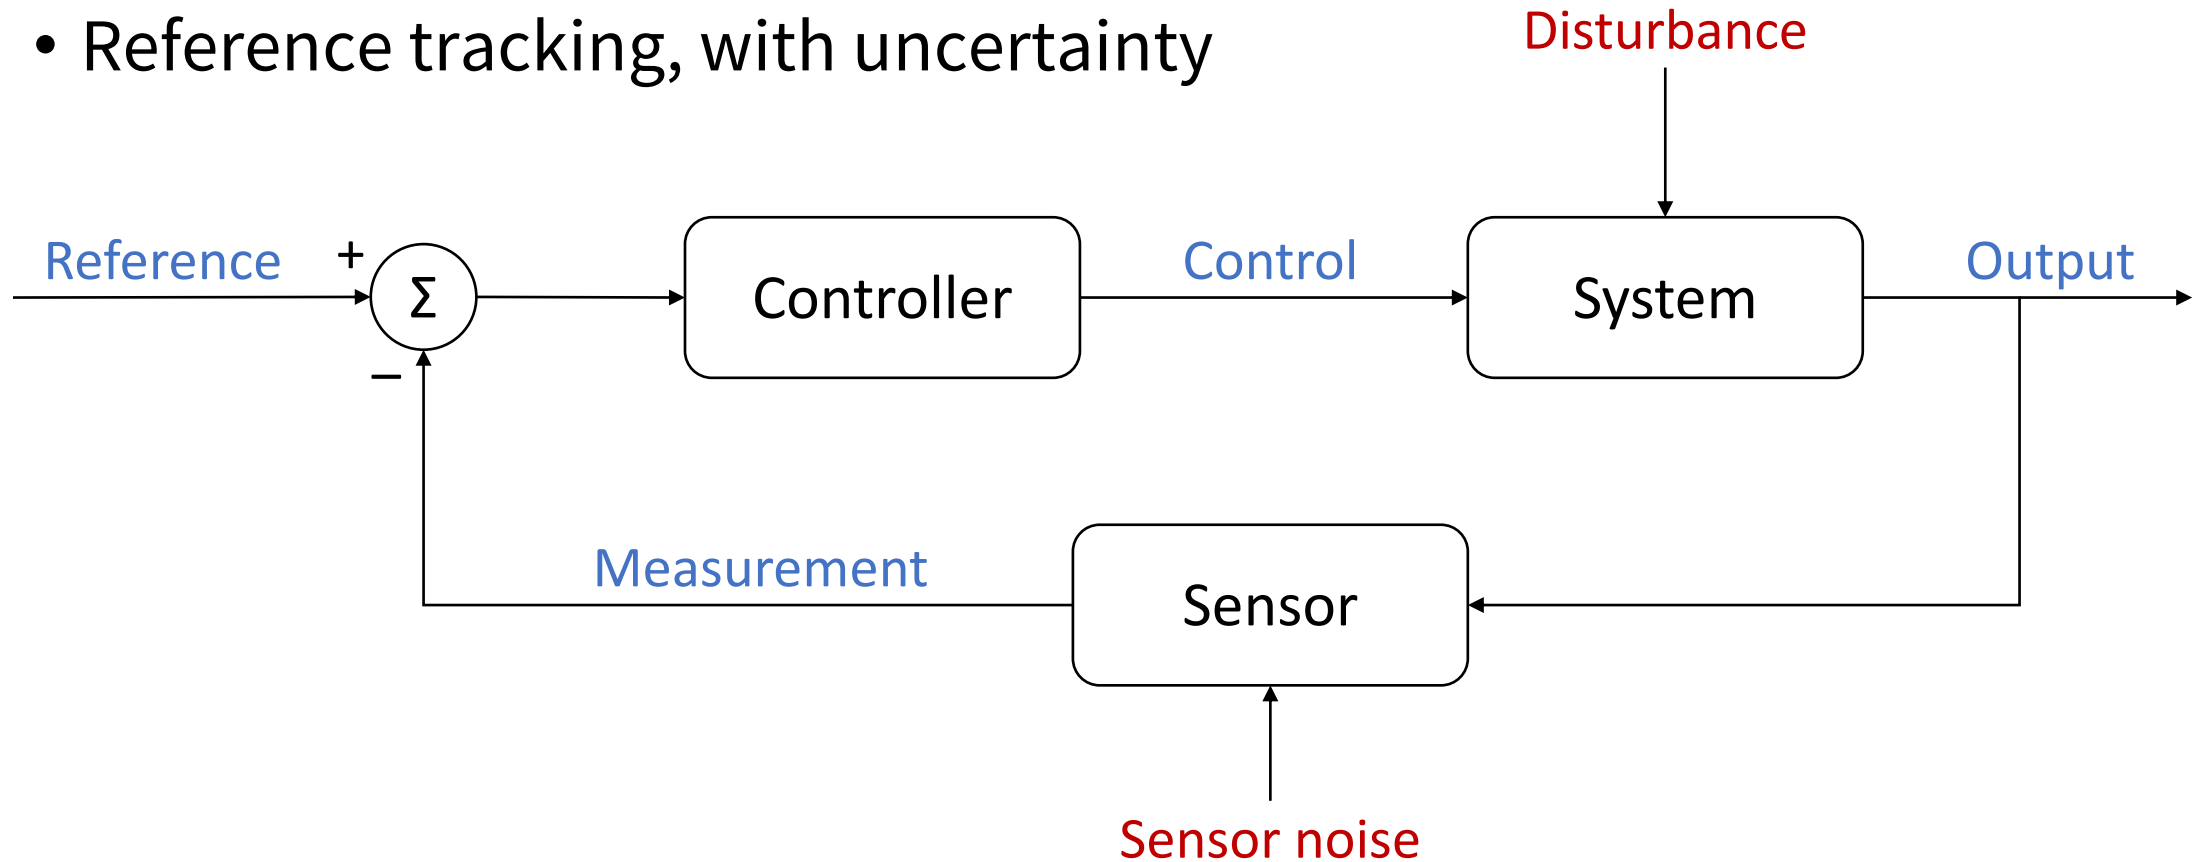 • Reference tracking, with uncertainty
Disturbance
Reference
+
Σ
−
Controller
Control
System
Output
Measurement
Sensor
Sensor noise